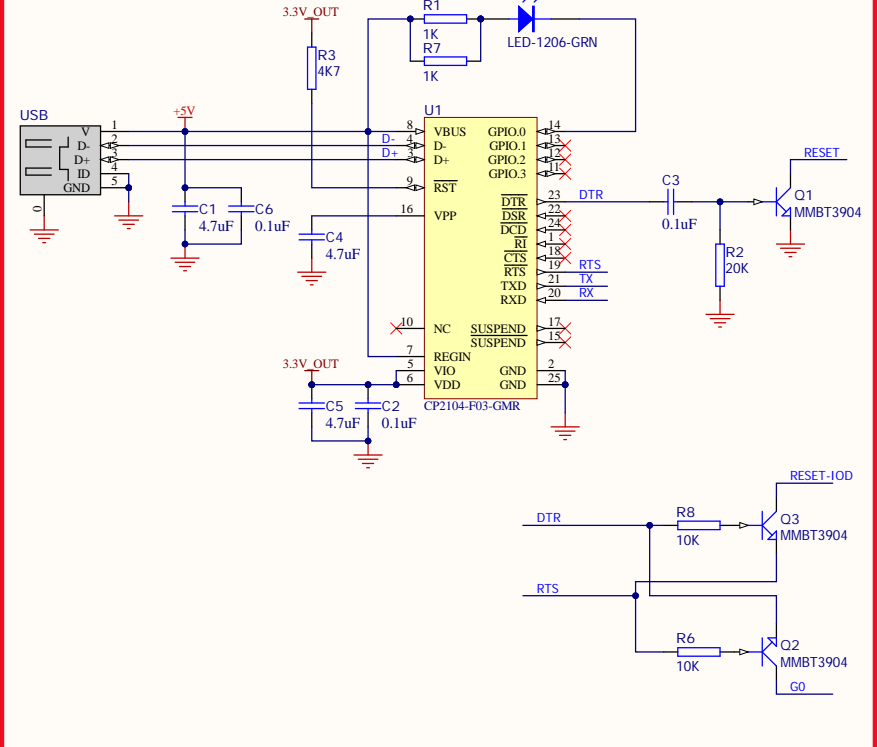 3.3V_OUT
R1
1K
R7
1K
LED-1206-GRN
R3
4K7
USB
V
D-
D+
ID
GND
1
2
3
4
5
0
+5V
D-
D+
C1
4.7uF
C6
0.1uF
C4
4.7uF
U1
8
4
3
9
16
10
7
5
6
VBUS
D-
D+
RST
VPP
NC
REGIN
VIO
VDD
GPIO.0
GPIO.1
GPIO.2
GPIO.3
DTR
DSR
DCD
RI
CTS
RTS
TXD
RXD
SUSPEND
SUSPEND
GND
GND
14
13
12
11
23
22
24
1
18
19
21
20
17
15
2
25
CP2104-F03-GMR
DTR
RTS
TX
RX
C3
0.1uF
R2
20K
RESET
Q1
MMBT3904
3.3V_OUT
C5
4.7uF
C2
0.1uF
RESET-IOD
DTR
R8
10K
Q3
MMBT3904
RTS
R6
10K
Q2
MMBT3904
G0